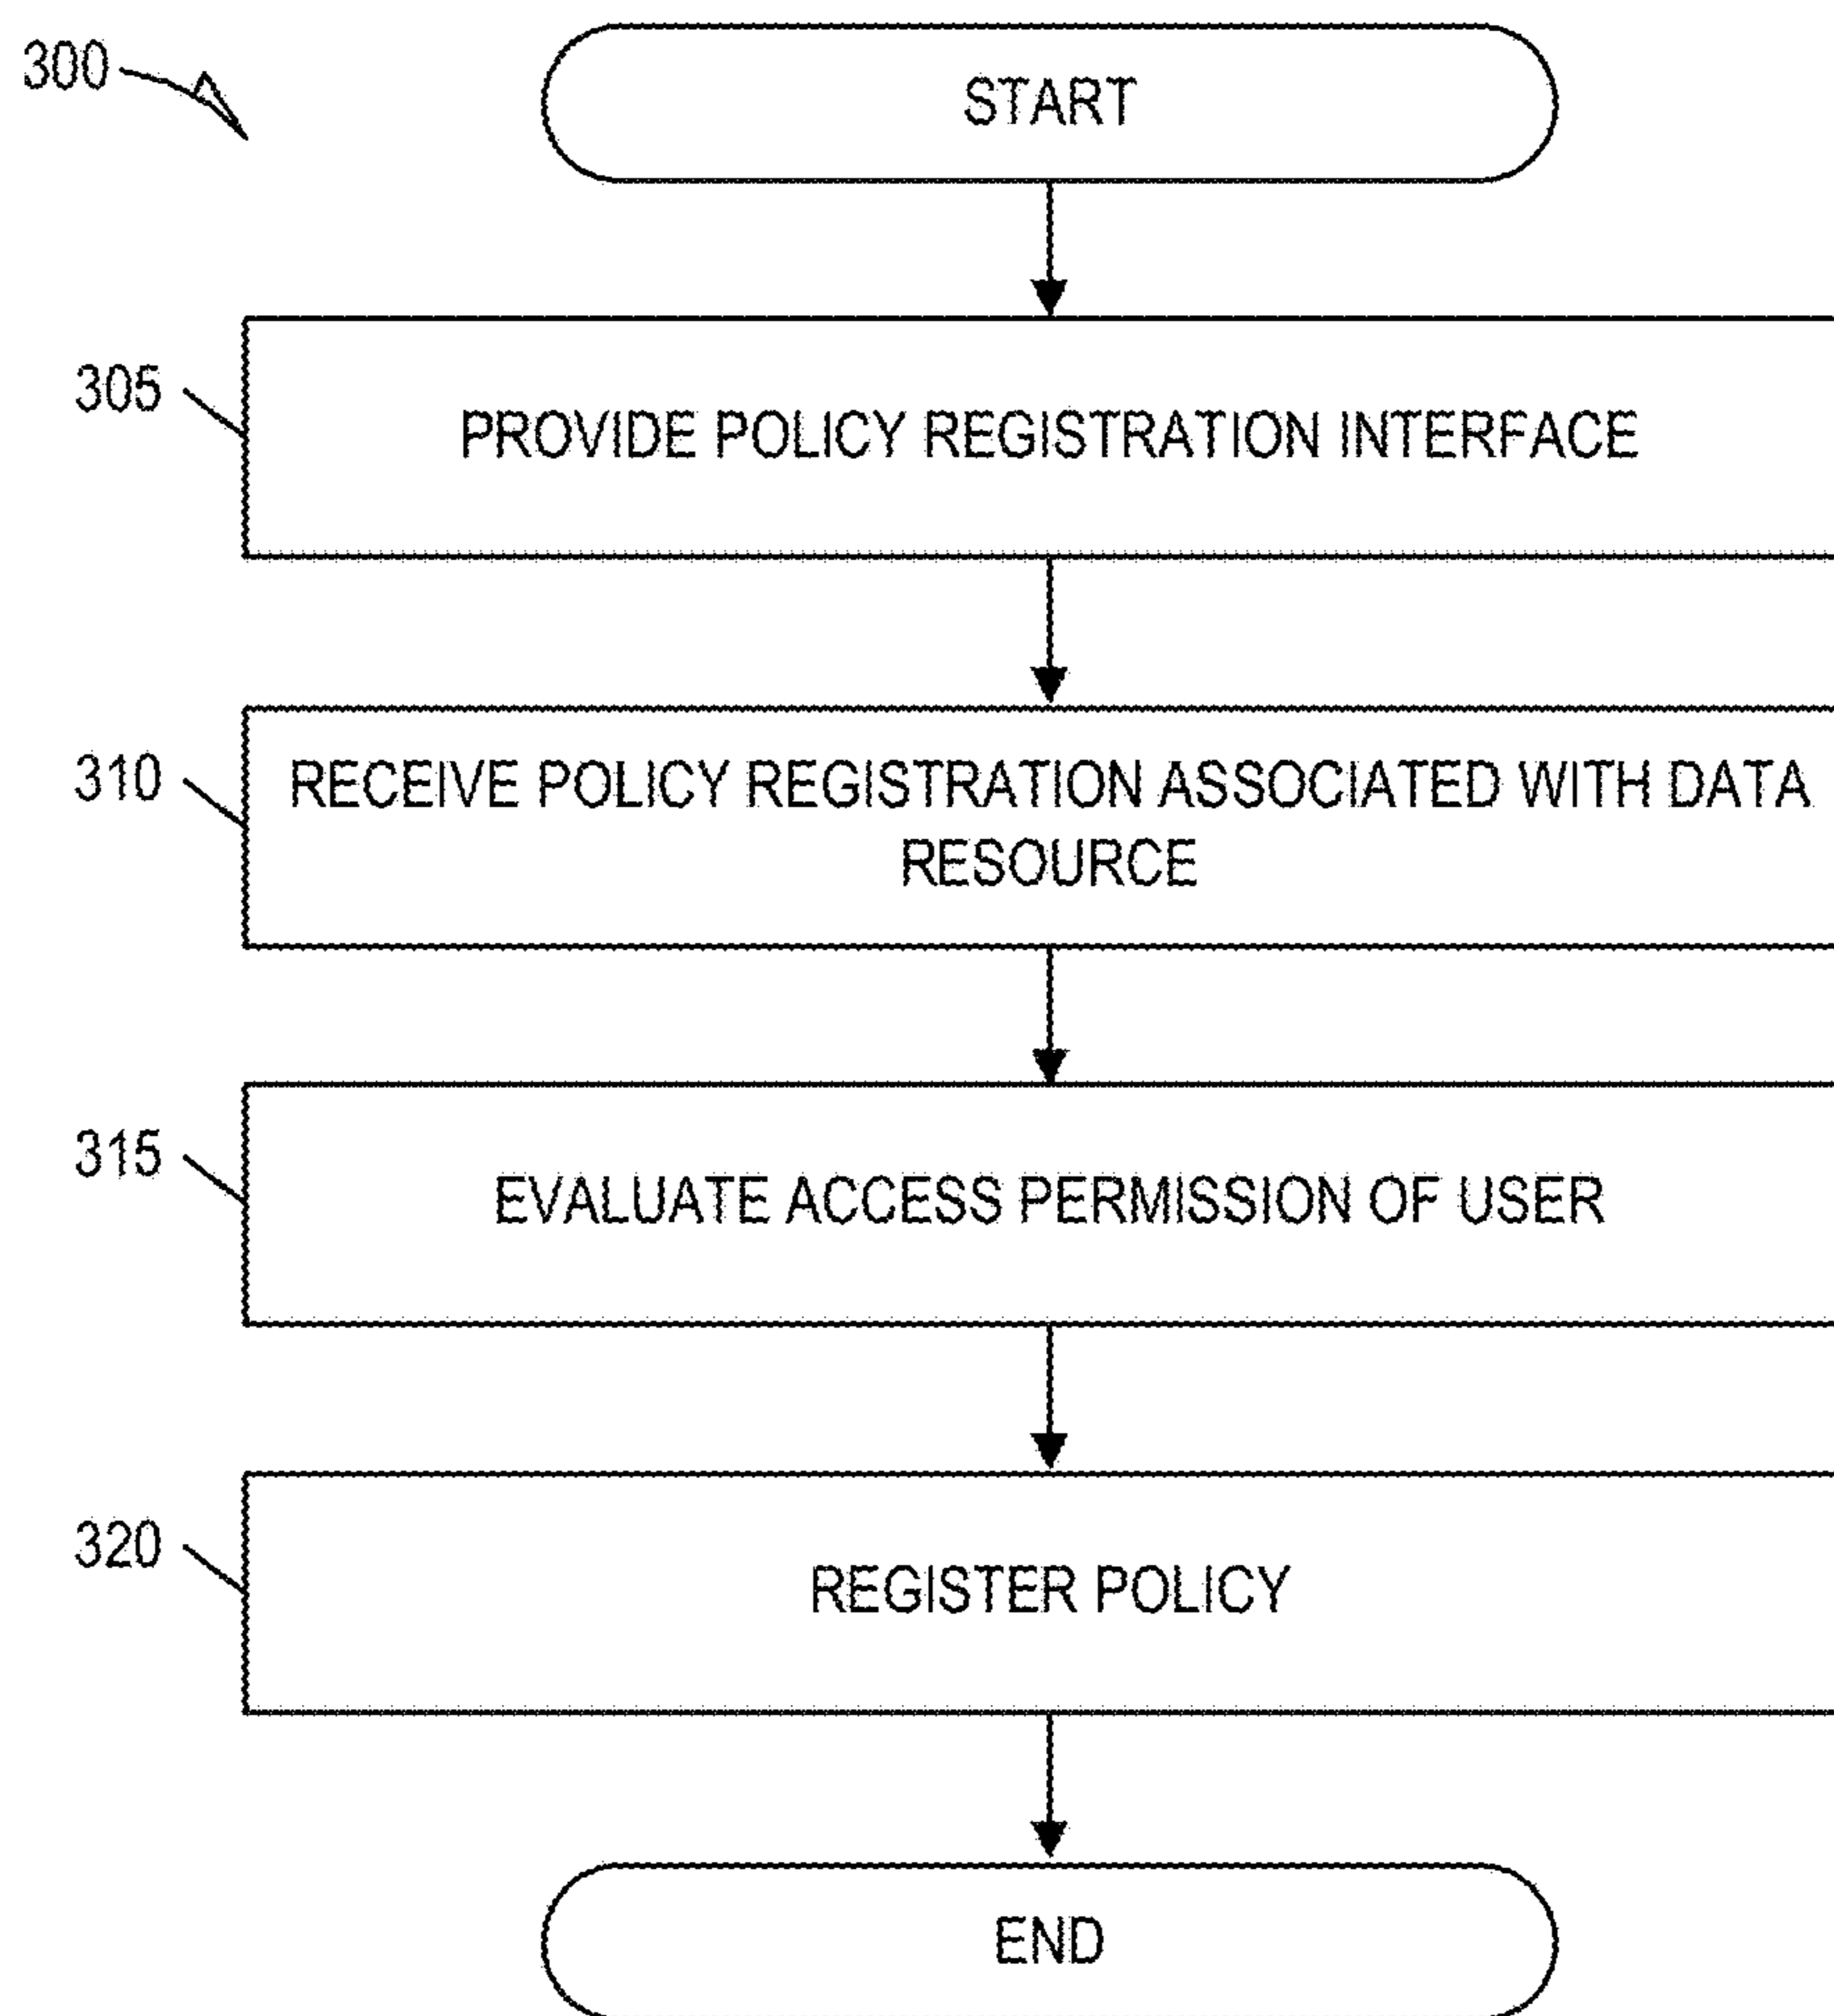 300
START
305
PROVIDE POLICY REGISTRATION INTERFACE
310
RECEIVE POLICY REGISTRATION ASSOCIATED WITH DATA
RESOURCE
315
EVALUATE ACCESS PERMISSION OF USER
320
REGISTER POLICY
END